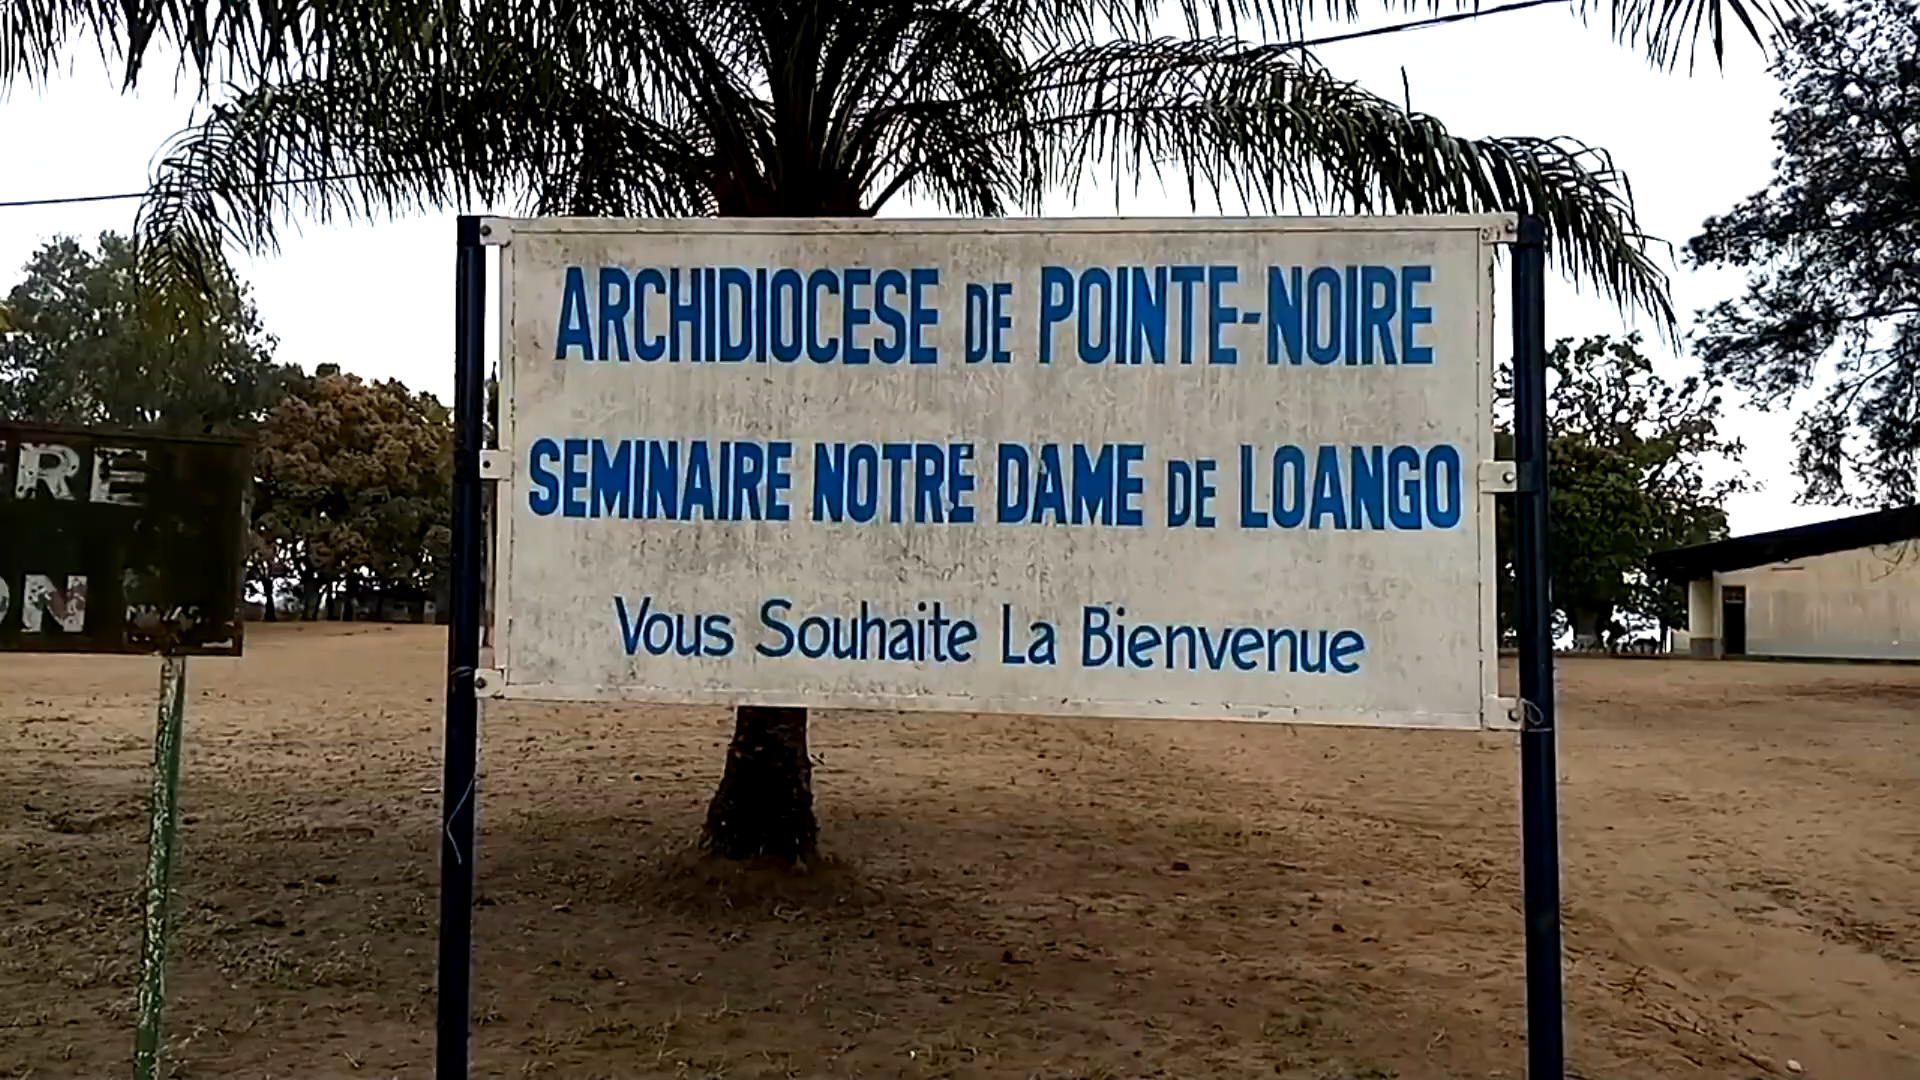 ARCHIDIOCESE DE POINTE-NOIRE
SEMINAIRE NOTRE DAME DE LOANGO
Vous Souhaite La Bienvenue